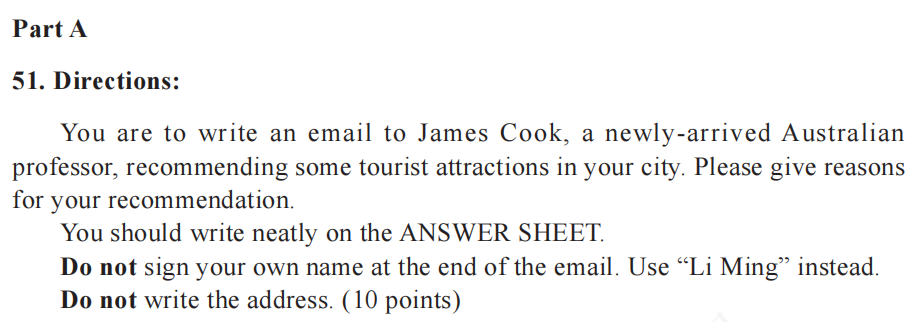 Part A
51. Directions:
You are to write an email to James Cook, a newly-arrived Australian
professor, recommending some tourist attractions in your city. Please give reasons
for your recommendation.
You should write neatly on the ANSWER SHEET.
Do not sign your own name at the end of the email. Use “Li Ming” instead.
Do not write the address. (10 points)